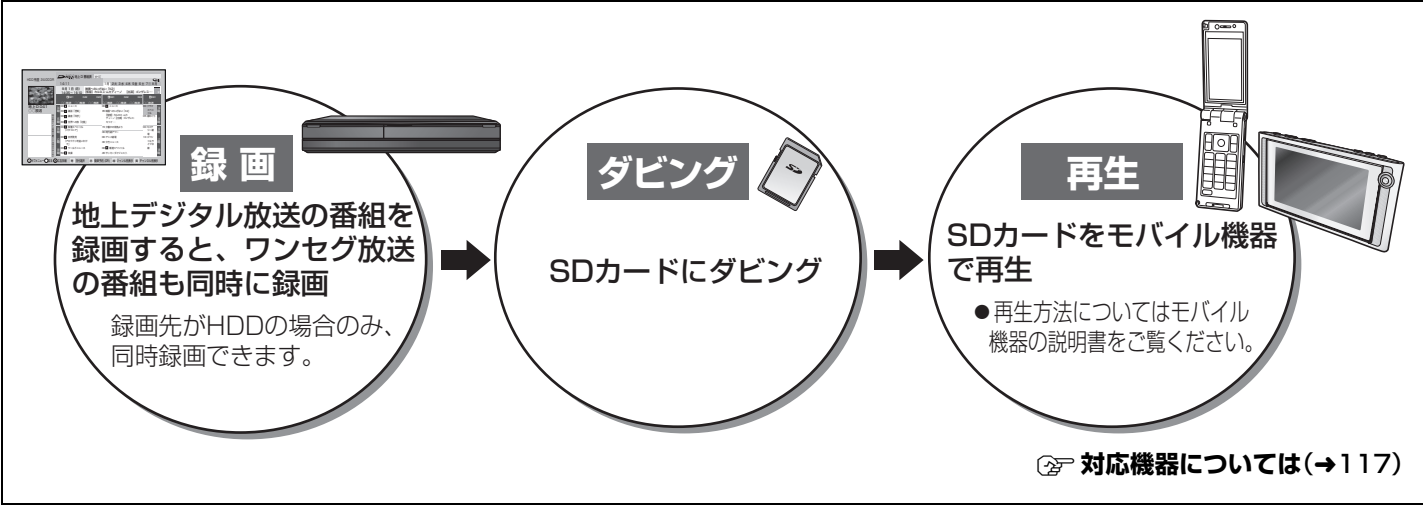 録 画
地上デジタル放送の番組を
録画すると、ワンセグ放送
の番組も同時に録画
録画先がHDDの場合のみ、
同時録画できます。
ダビング
SDカードにダビング
再生
SDカードをモバイル機器
で再生
●再生方法についてはモバイル
機器の説明書をご覧ください。
対応機器については(➔117)